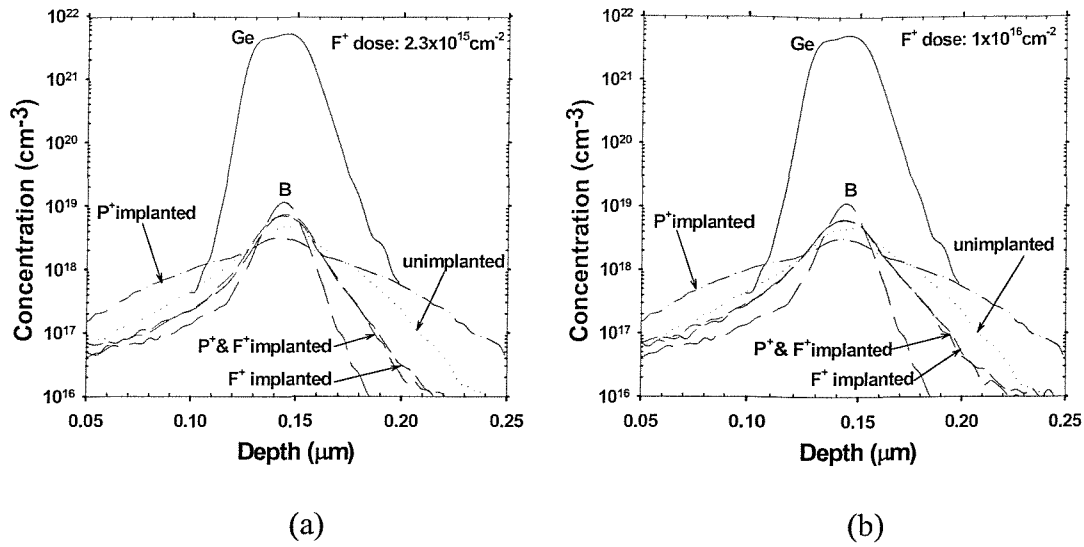 Ge
F⁺ dose: 2.3x10¹⁵cm⁻²
B
P⁺implanted
unimplanted
P⁺& F⁺implanted
F⁺ implanted
Concentration (cm⁻³)
10²²
10²¹
10²⁰
10¹⁹
10¹⁸
10¹⁷
10¹⁶
0.05 0.10 0.15 0.20 0.25
Depth (μm)
(a)
Ge
F⁺ dose: 1x10¹⁶cm⁻²
B
P⁺implanted
unimplanted
P⁺& F⁺implanted
F⁺ implanted
Concentration (cm⁻³)
10²²
10²¹
10²⁰
10¹⁹
10¹⁸
10¹⁷
10¹⁶
0.05 0.10 0.15 0.20 0.25
Depth (μm)
(b)